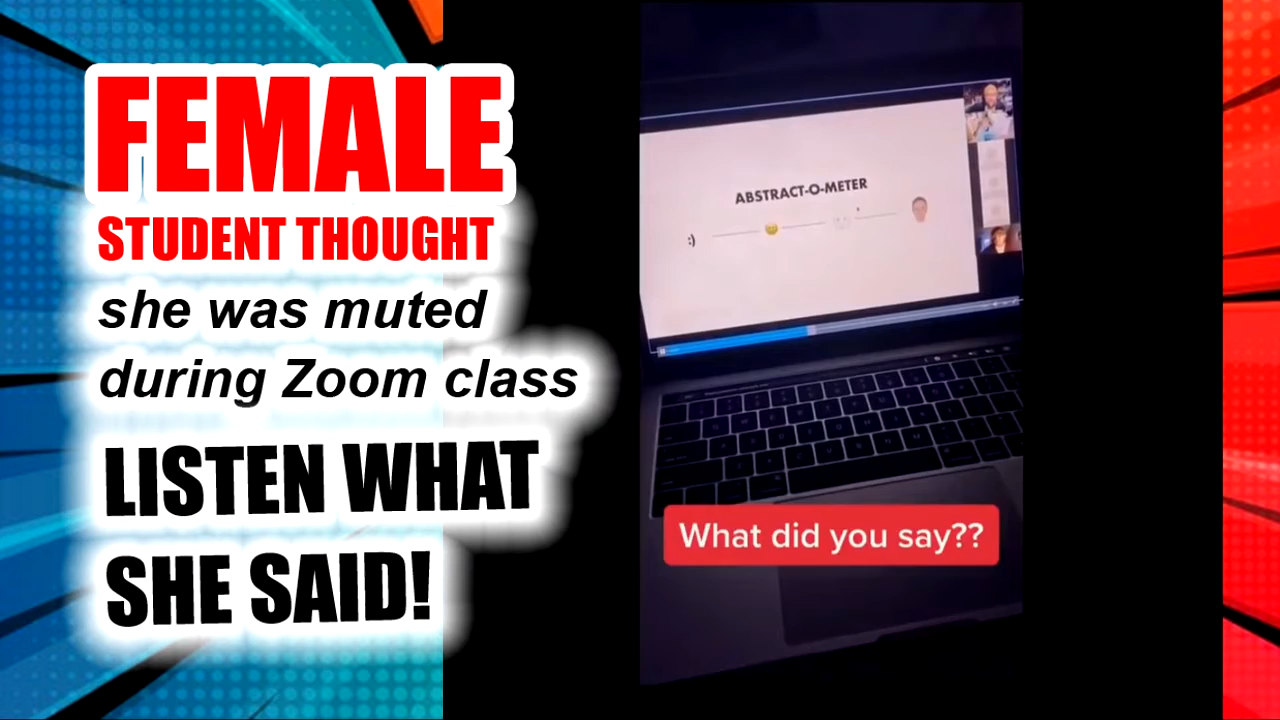 FEMALE
STUDENT THOUGHT
she was muted
during Zoom class
LISTEN WHAT
SHE SAID!
ABSTRACT-O-METER
:)
What did you say??